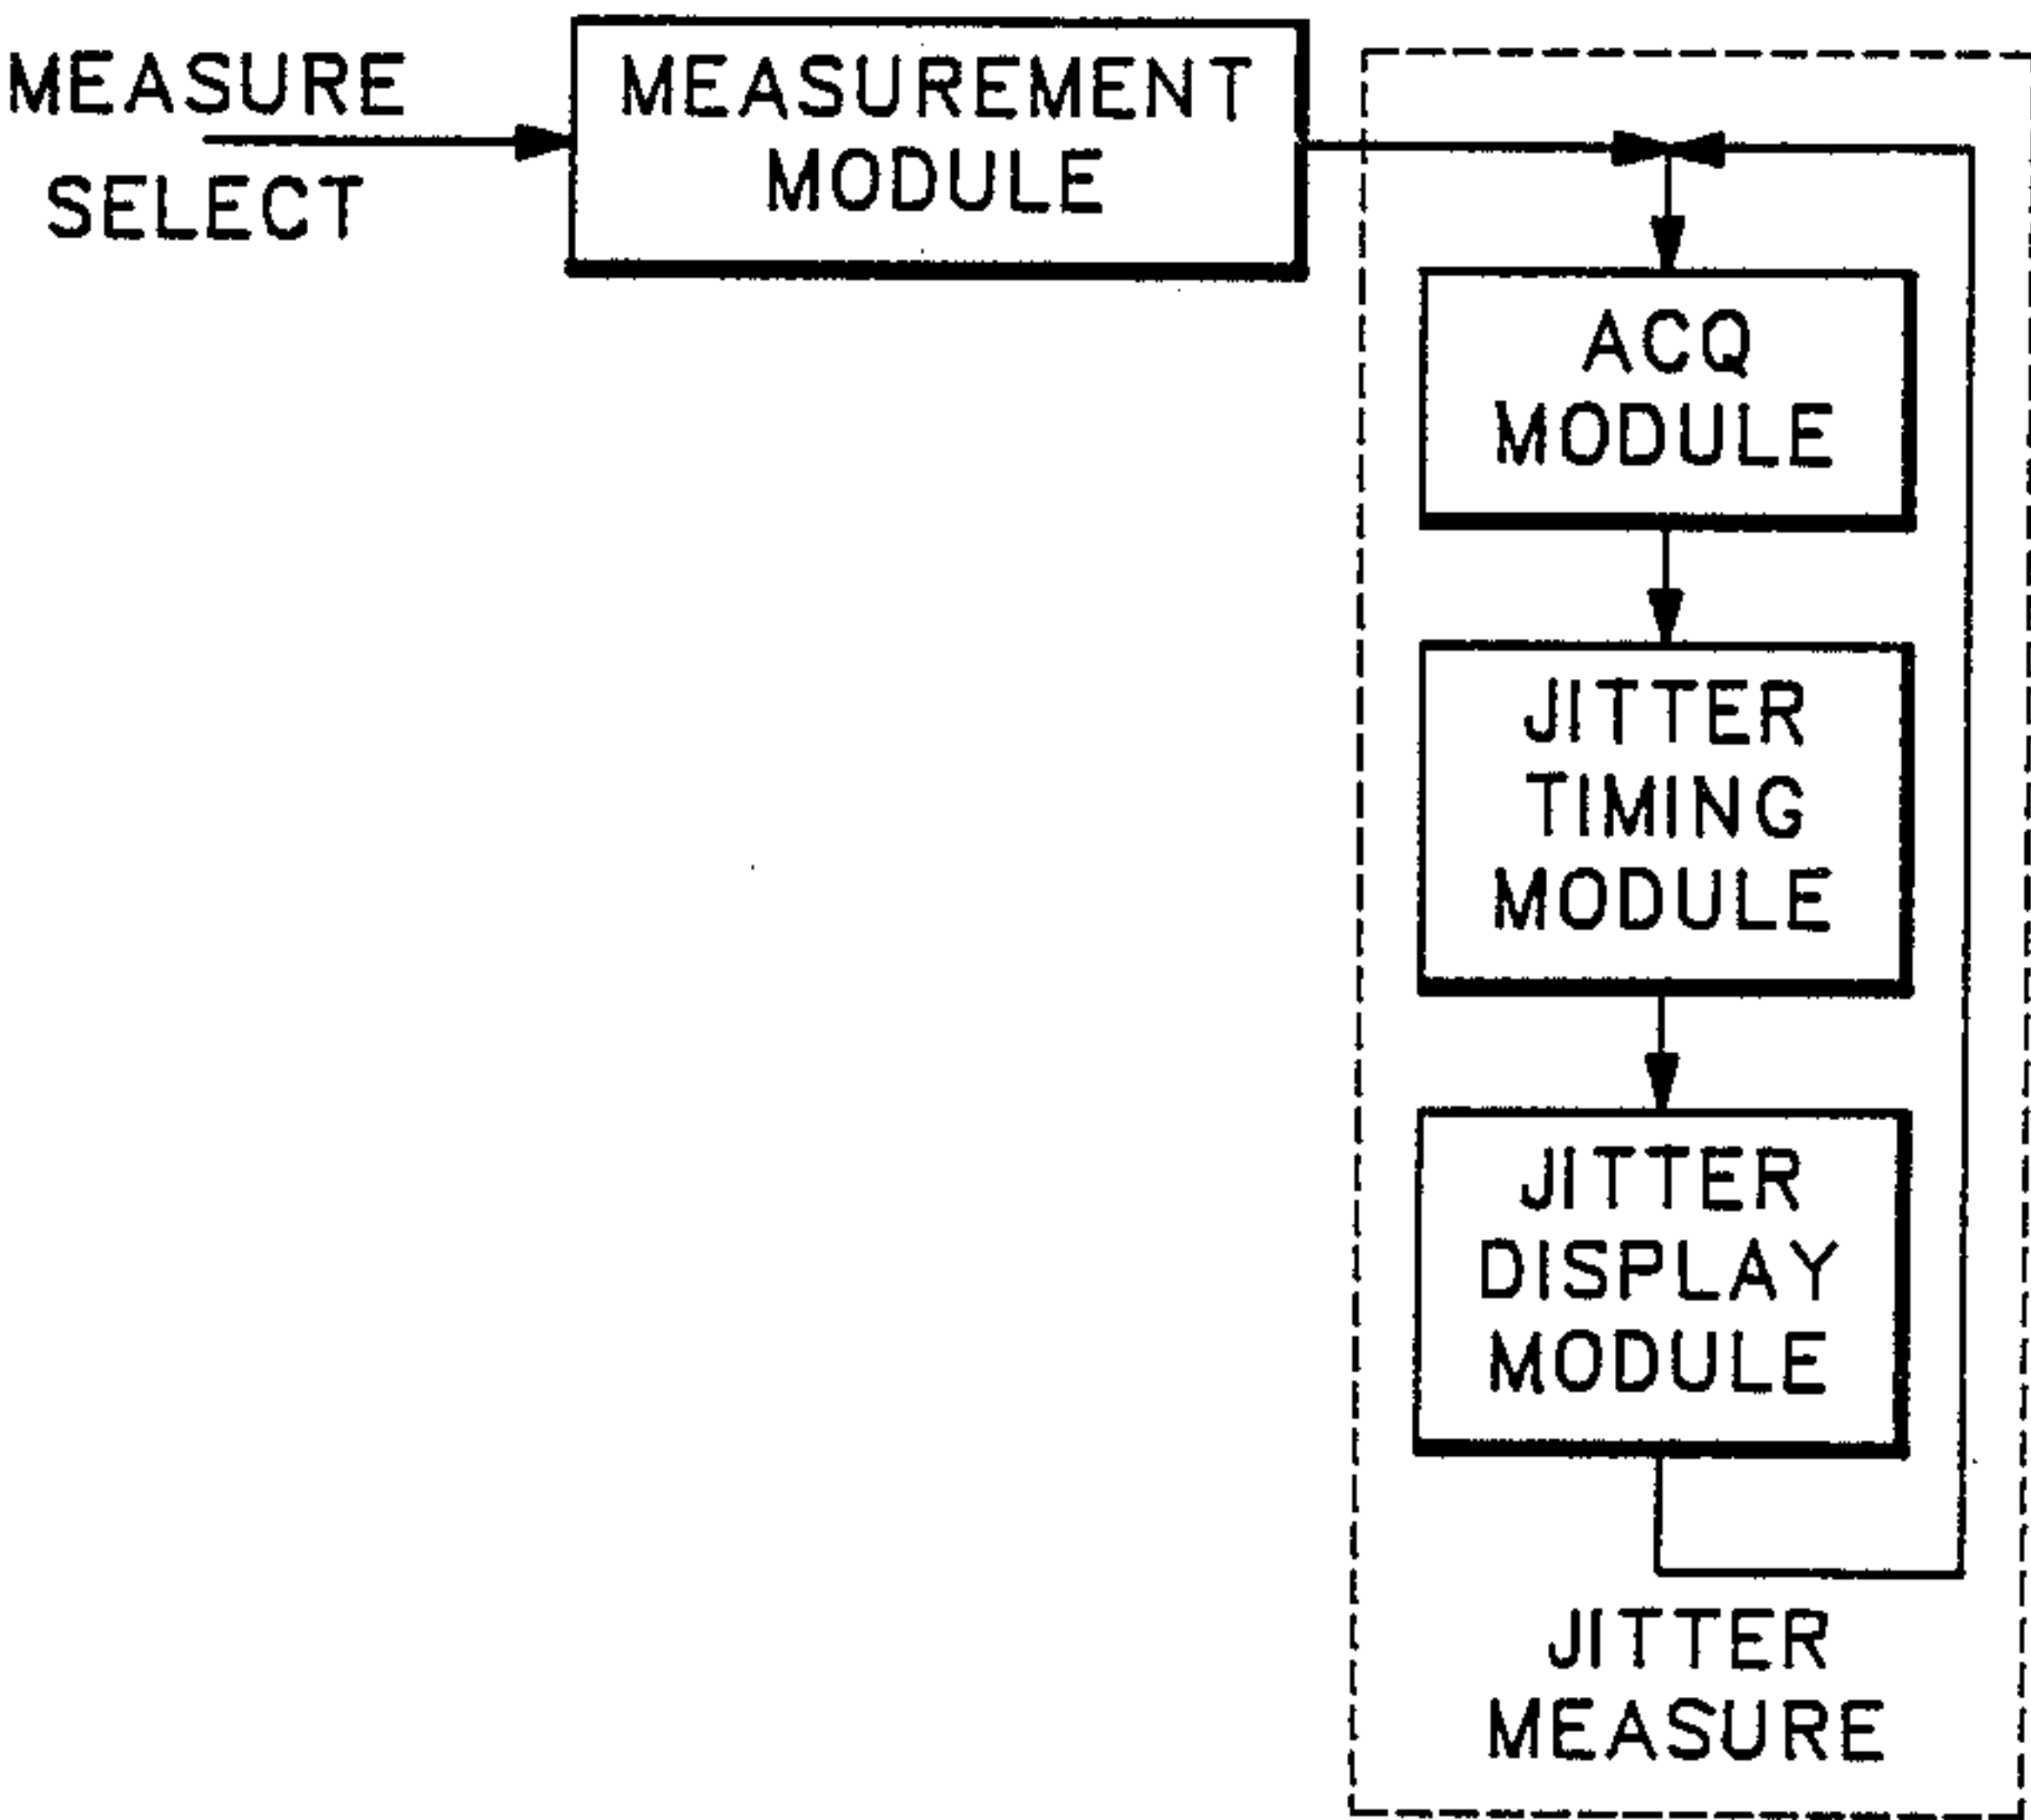 MEASURE
SELECT
MEASUREMENT
MODULE
ACQ
MODULE
JITTER
TIMING
MODULE
JITTER
DISPLAY
MODULE
JITTER
MEASURE